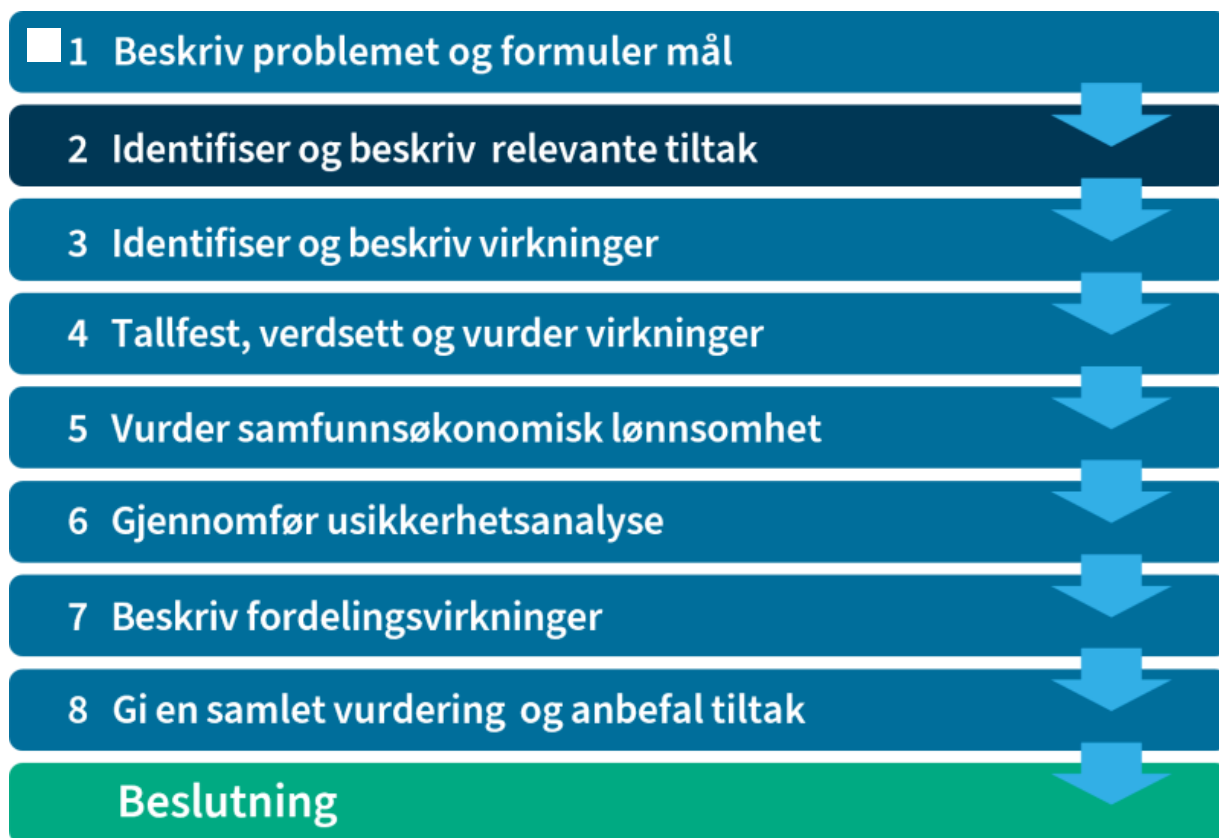 1 Beskriv problemet og formuler mål
2 Identifiser og beskriv relevante tiltak
3 Identifiser og beskriv virkninger
4 Tallfest, verdsett og vurder virkninger
5 Vurder samfunnsøkonomisk lønnsomhet
6 Gjennomfør usikkerhetsanalyse
7 Beskriv fordelingsvirkninger
8 Gi en samlet vurdering og anbefal tiltak
Beslutning